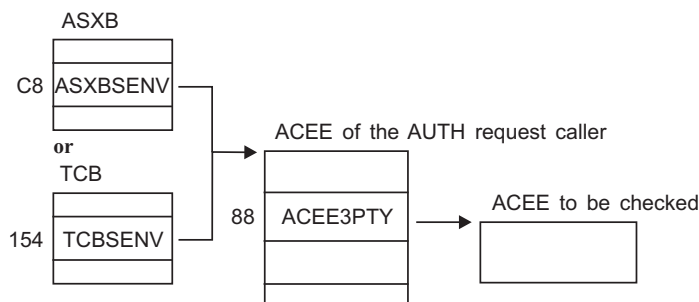 ASXB
C8 ASXBSENV
or
TCB
154 TCBSENV
ACEE of the AUTH request caller
88 ACEE3PTY
ACEE to be checked